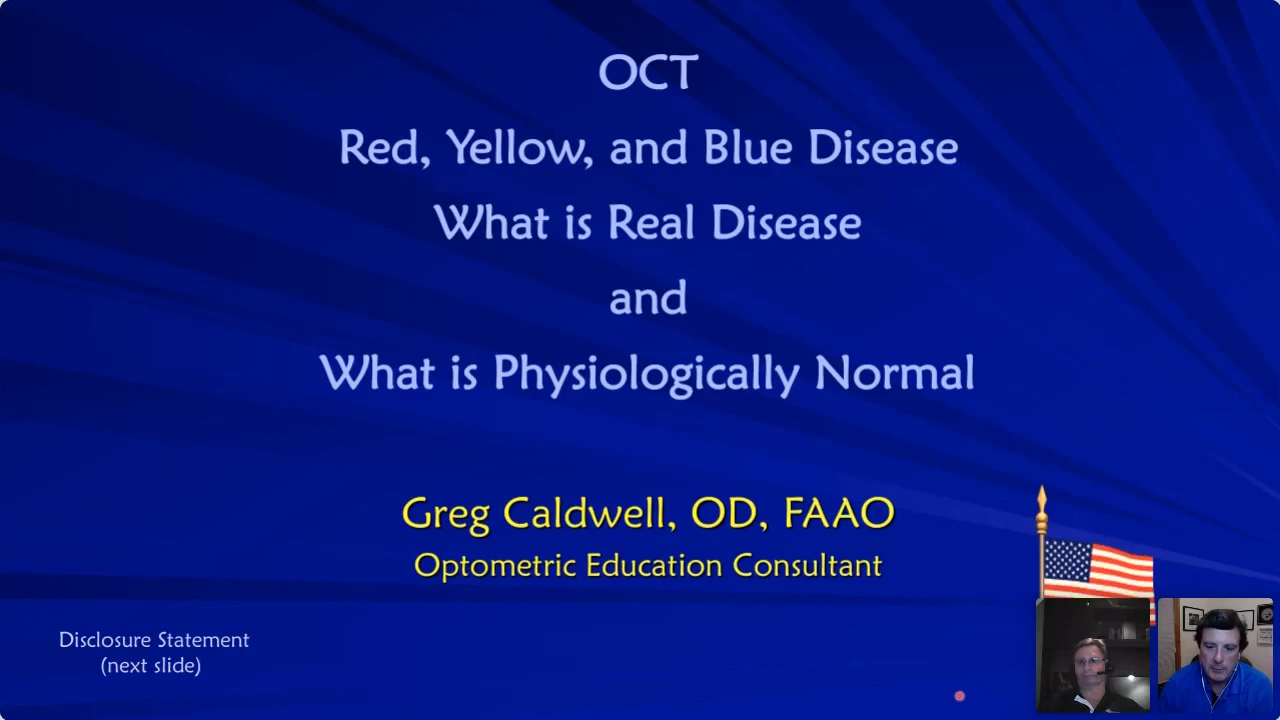 OCT
Red, Yellow, and Blue Disease
What is Real Disease
and
What is Physiologically Normal
Greg Caldwell, OD, FAAO
Optometric Education Consultant
Disclosure Statement
(next slide)